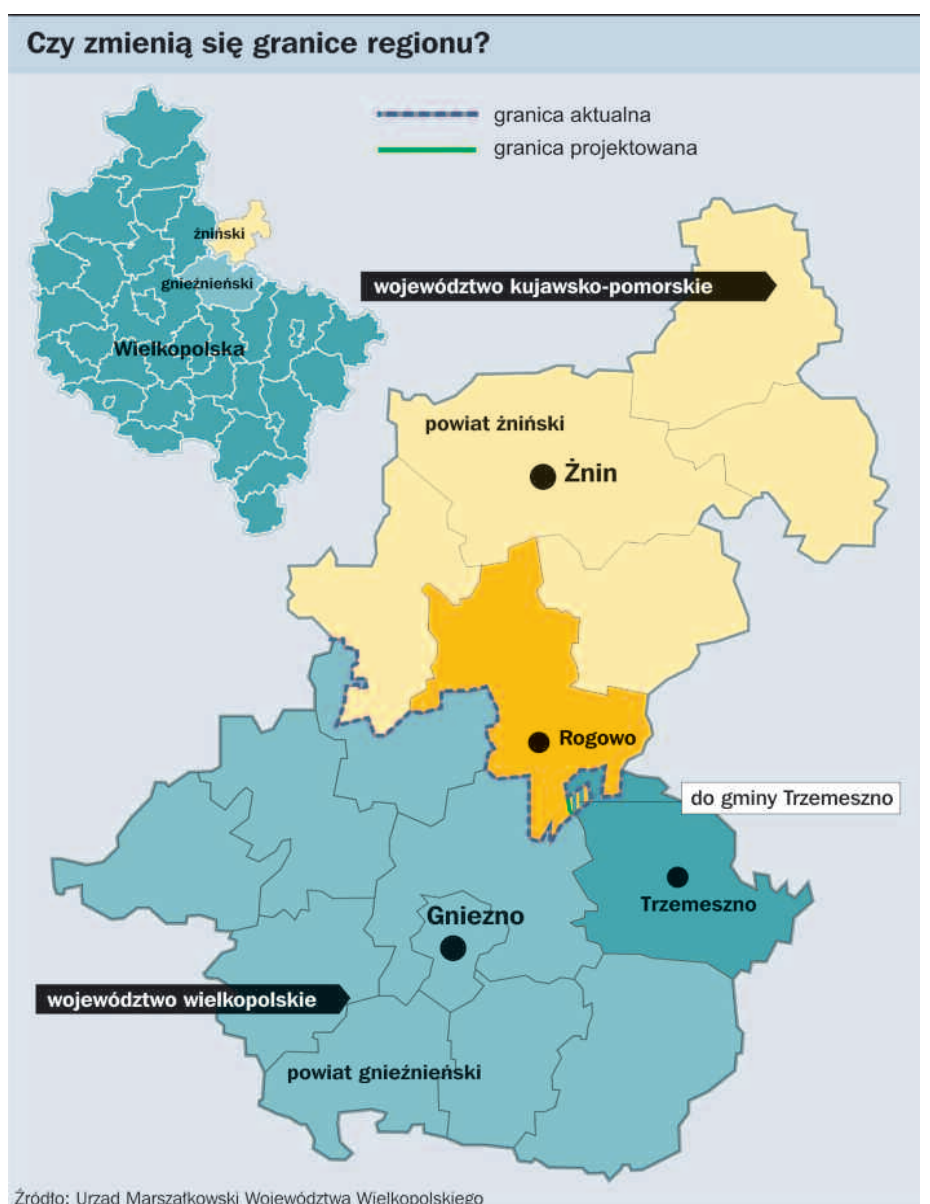 Czy zmienią się granice regionu?
granica aktualna
granica projektowana
żniński
gnieźnieński
Wielkopolska
województwo kujawsko-pomorskie
powiat żniński
Żnin
Rogowo
do gminy Trzemeszno
Trzemeszno
Gniezno
województwo wielkopolskie
powiat gnieźnieński
Źródło: Urząd Marszałkowski Województwa Wielkopolskiego